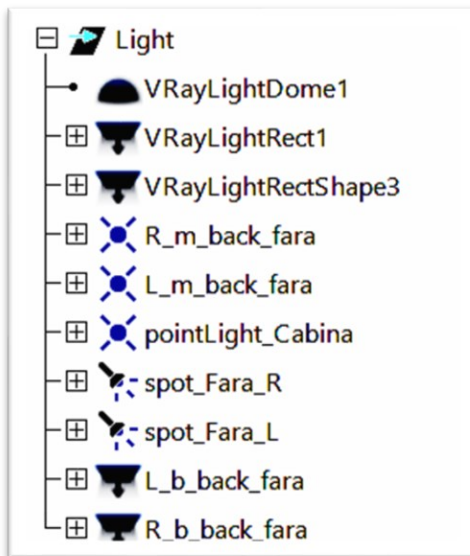 Light
VRayLightDome1
VRayLightRect1
VRayLightRectShape3
R_m_back_fara
L_m_back_fara
pointLight_Cabina
spot_Fara_R
spot_Fara_L
L_b_back_fara
R_b_back_fara